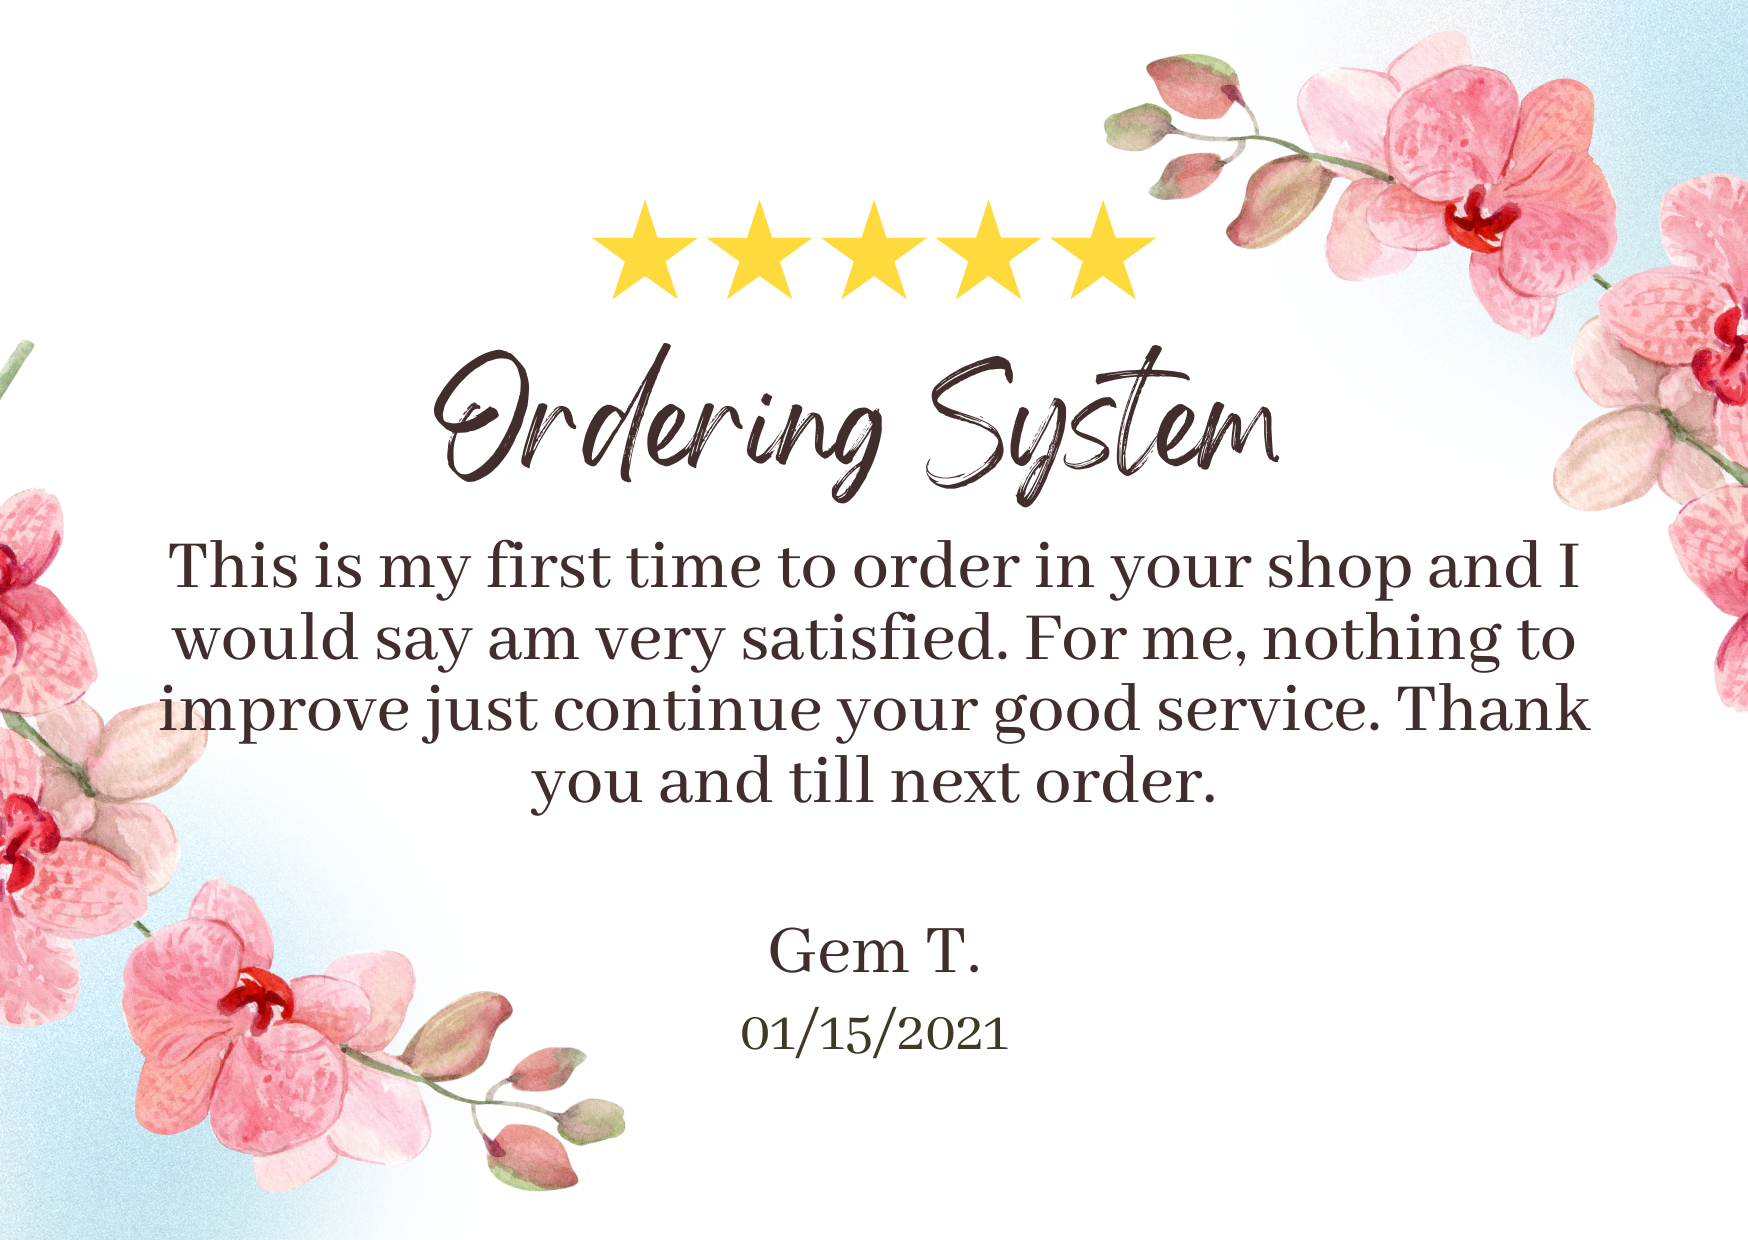 Ordering System
This is my first time to order in your shop and I
would say am very satisfied. For me, nothing to
improve just continue your good service. Thank
you and till next order.
Gem T.
01/15/2021